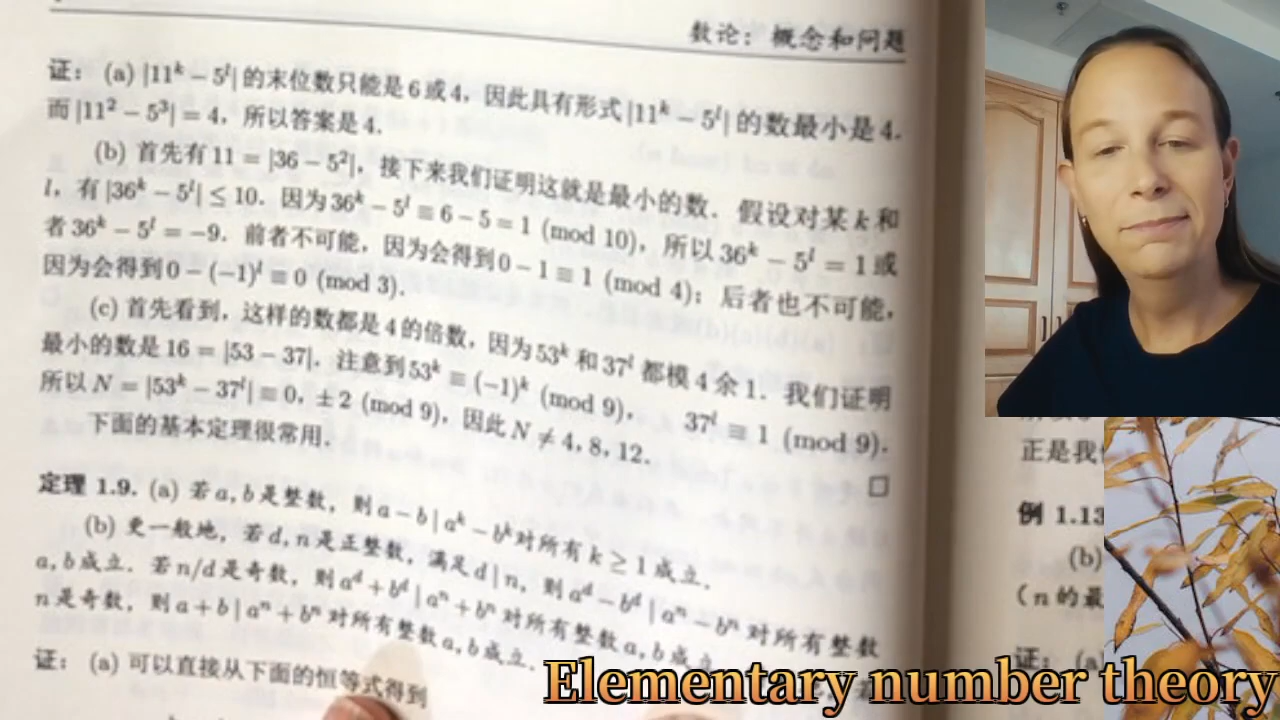 数论：概念和问题
证： (a) |11^k − 5^l| 的末位数只能是 6 或 4，因此具有形式 |11^k − 5^l| 的数最小是 4.
而 |11^2 − 5^3| = 4，所以答案是 4.
(b) 首先有 11 = |36 − 5^2|，接下来我们证明这就是最小的数．假设对某 k 和
l，有 |36^k − 5^l| ≤ 10．因为 36^k − 5^l ≡ 6 − 5 = 1 (mod 10)，所以 36^k − 5^l = 1 或
者 36^k − 5^l = −9．前者不可能，因为会得到 0 − 1 ≡ 1 (mod 4)；后者也不可能，
因为会得到 0 − (−1)^l ≡ 0 (mod 3).
(c) 首先看到，这样的数都是 4 的倍数，因为 53^k 和 37^l 都模 4 余 1．我们证明
最小的数是 16 = |53 − 37|．注意到 53^k ≡ (−1)^k (mod 9)， 37^l ≡ 1 (mod 9).
所以 N = |53^k − 37^l| ≡ 0, ±2 (mod 9)，因此 N ≠ 4, 8, 12.
□
下面的基本定理很常用．
定理 1.9. (a) 若 a, b 是整数，则 a − b | a^k − b^k 对所有 k ≥ 1 成立．
(b) 更一般地，若 d, n 是正整数，满足 d | n，则 a^d − b^d | a^n − b^n 对所有整数
a, b 成立．若 n/d 是奇数，则 a^d + b^d | a^n + b^n 对所有整数 a, b 成立
n 是奇数，则 a + b | a^n + b^n 对所有整数 a, b 成立．
证： (a) 可以直接从下面的恒等式得到
正是我
例 1.13
(b)
(n 的最
证： (a)
Elementary number theory